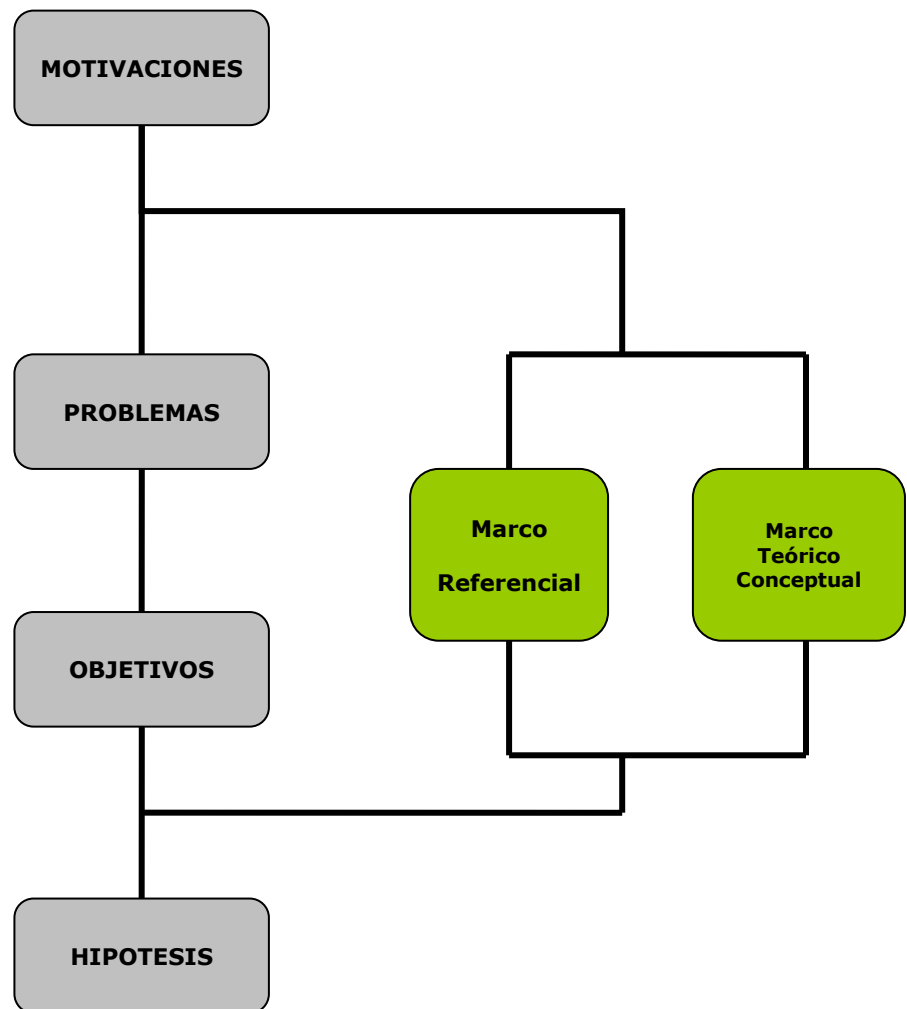 MOTIVACIONES
PROBLEMAS
Marco
Referencial
Marco
Teórico
Conceptual
OBJETIVOS
HIPOTESIS